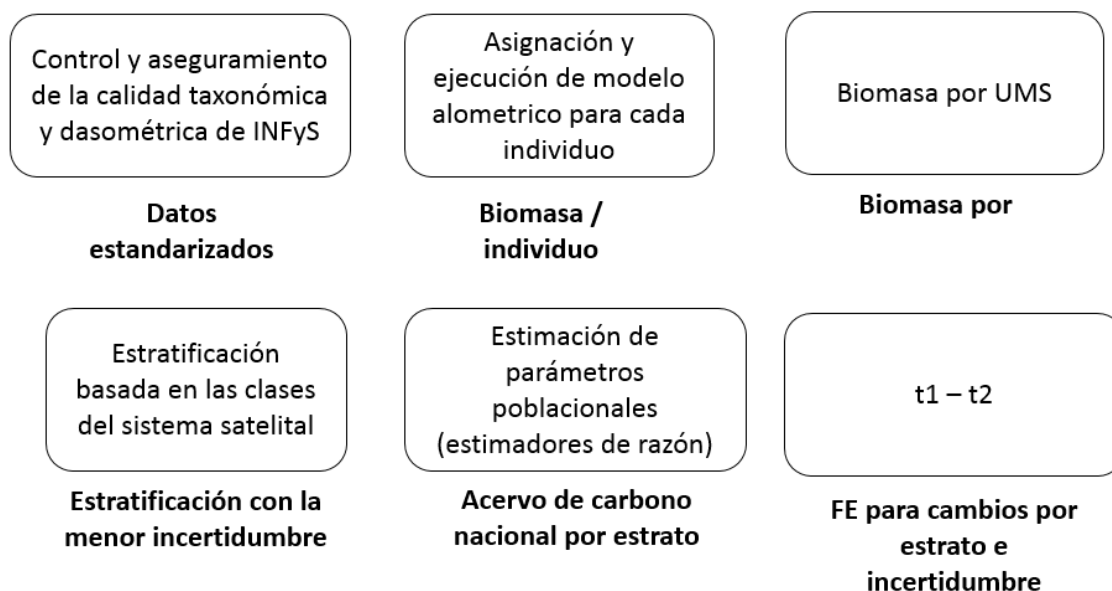 Control y aseguramiento
de la calidad taxonómica
y dasométrica de INFyS
Datos
estandarizados
Asignación y
ejecución de modelo
alometrico para cada
individuo
Biomasa /
individuo
Biomasa por UMS
Biomasa por
Estratificación
basada en las clases
del sistema satelital
Estratificación con la
menor incertidumbre
Estimación de
parámetros
poblacionales
(estimadores de razón)
Acervo de carbono
nacional por estrato
t1 – t2
FE para cambios por
estrato e
incertidumbre